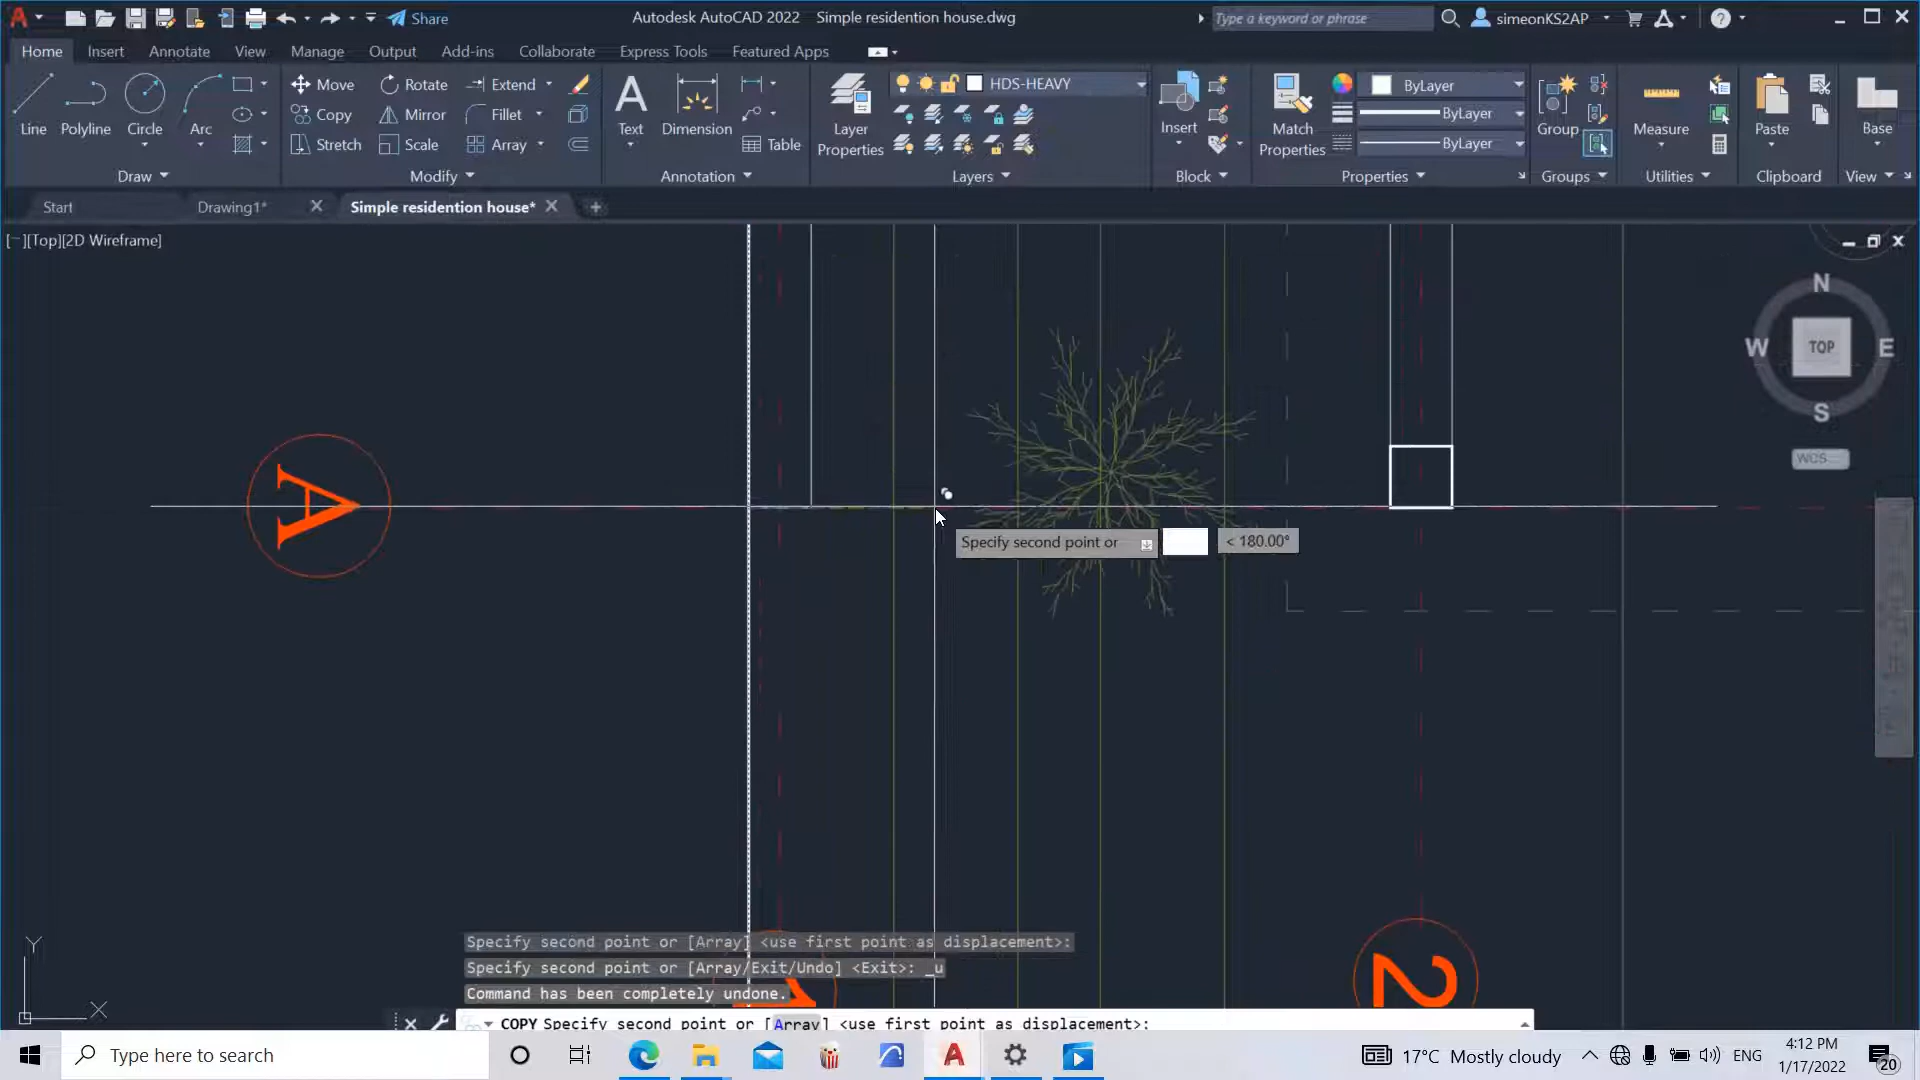 Share
Autodesk AutoCAD 2022 Simple residention house.dwg
Type a keyword or phrase
simeonKS2AP
Home Insert Annotate View Manage Output Add-ins Collaborate Express Tools Featured Apps
Line
Polyline
Circle
Arc
Draw
Move
Rotate
Extend
Copy
Mirror
Fillet
Stretch
Scale
Array
Modify
Text
Dimension
Table
Annotation
Layer
Properties
HDS-HEAVY
Layers
Insert
Block
Match
Properties
ByLayer
ByLayer
ByLayer
Properties
Group
Groups
Measure
Utilities
Paste
Clipboard
Base
View
Start
Drawing1*
Simple residention house*
[−][Top][2D Wireframe]
N
W
TOP
E
S
WCS
A
Specify second point or
< 180.00°
2
Y
X
Specify second point or [Array] <use first point as displacement>:
Specify second point or [Array/Exit/Undo] <Exit>: _u
Command has been completely undone.
COPY Specify second point or [Array] <use first point as displacement>:
Type here to search
17°C Mostly cloudy
ENG
4:12 PM
1/17/2022
20